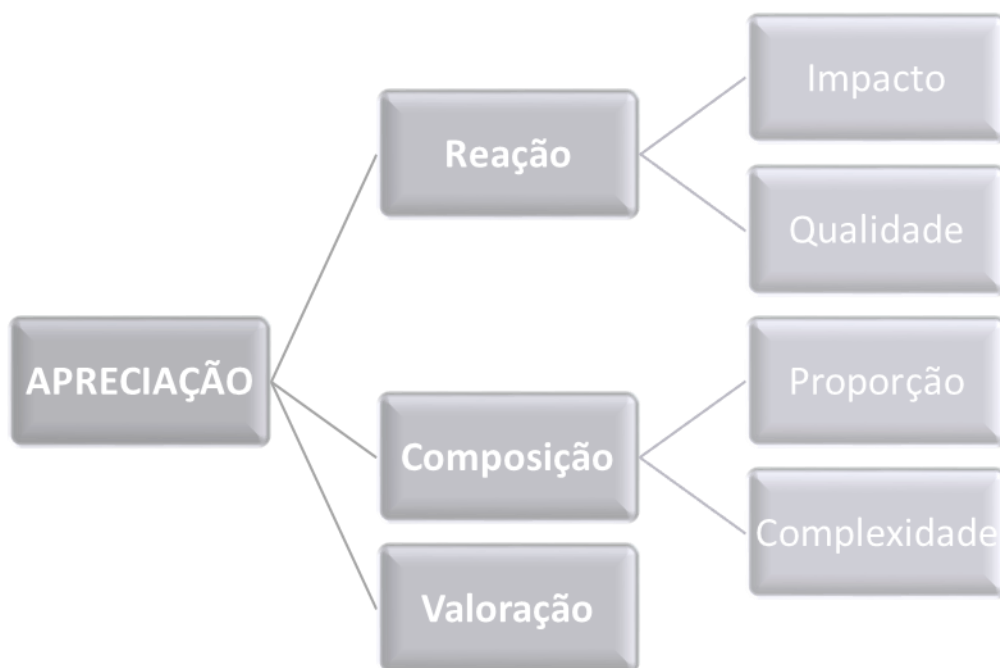 APRECIAÇÃO
Reação
Impacto
Qualidade
Composição
Proporção
Complexidade
Valoração